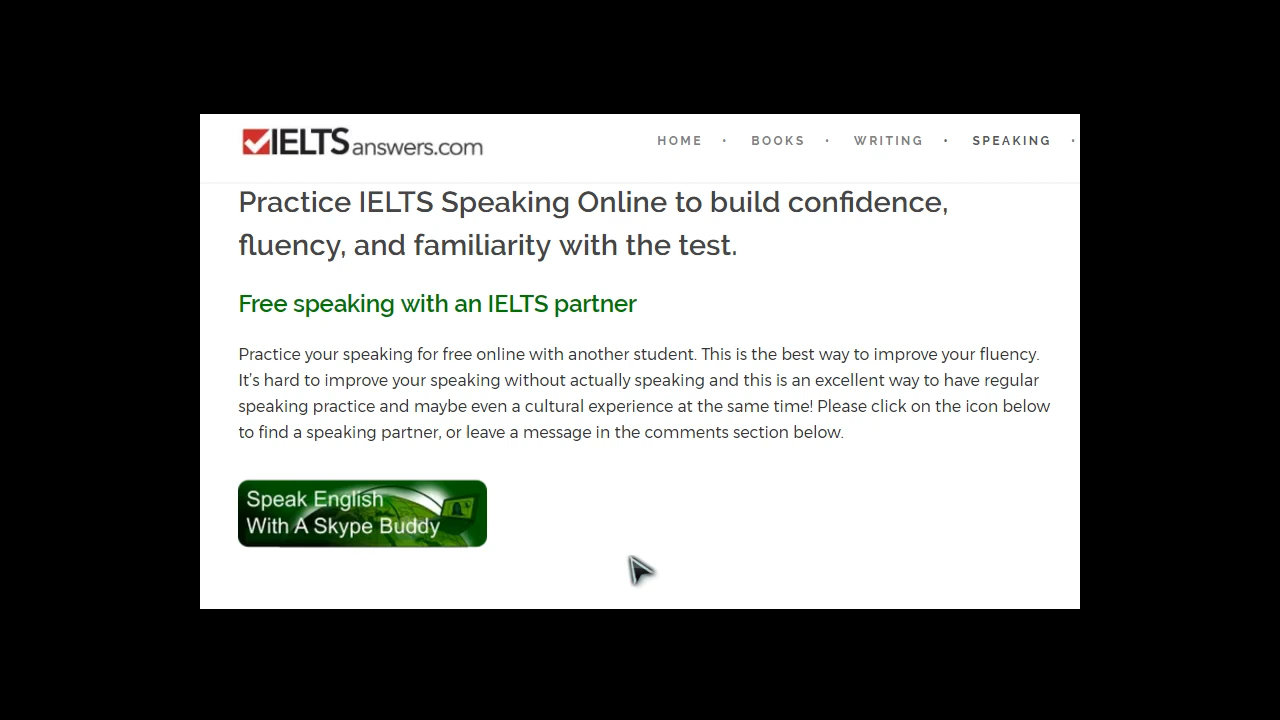 IELTSanswers.com
HOME • BOOKS • WRITING • SPEAKING •
Practice IELTS Speaking Online to build confidence,
fluency, and familiarity with the test.
Free speaking with an IELTS partner
Practice your speaking for free online with another student. This is the best way to improve your fluency.
It's hard to improve your speaking without actually speaking and this is an excellent way to have regular
speaking practice and maybe even a cultural experience at the same time! Please click on the icon below
to find a speaking partner, or leave a message in the comments section below.
Speak English
With A Skype Buddy